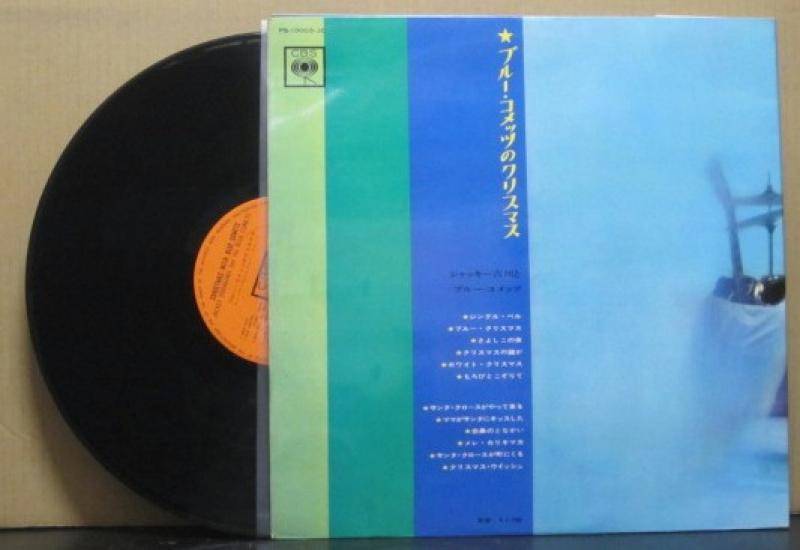 CBS
★ブルー・コメッツのクリスマス
ジャッキー吉川と
ブルー・コメッツ
★ジングル・ベル
★ブルー・クリスマス
★きよしこの夜
★クリスマスの鐘が
★ホワイト・クリスマス
★もろびとこぞりて
★サンタ・クロースがやって来る
★ママがサンタにキッスした
★赤鼻のとなかい
★メレ・カリキマカ
★サンタ・クロースが町にくる
★クリスマス・ウイッシュ